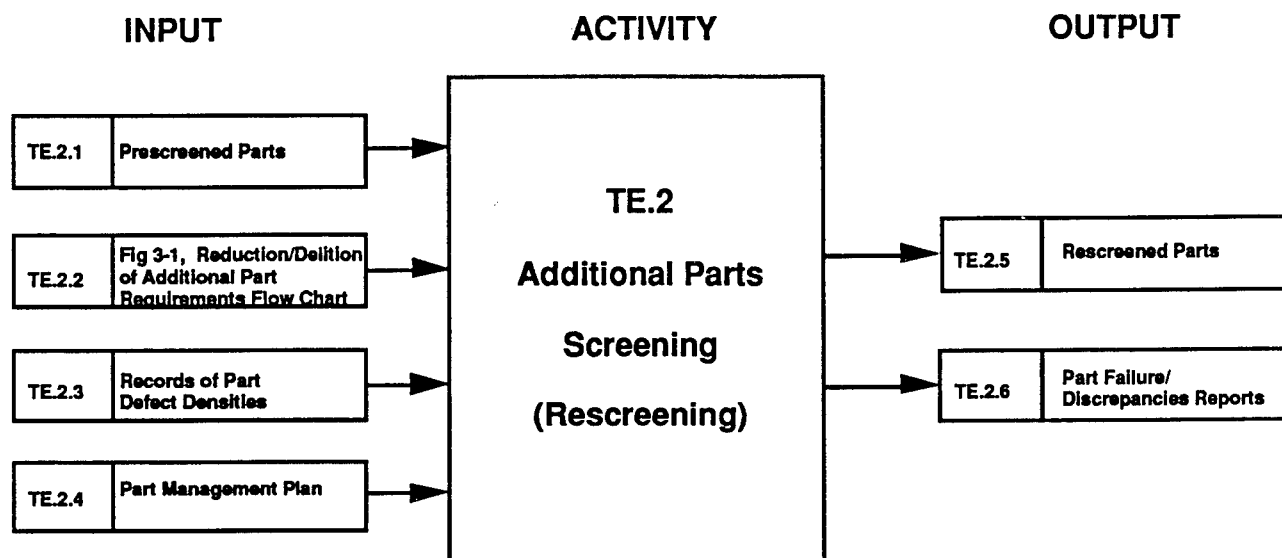 INPUT
ACTIVITY
OUTPUT
TE.2.1
Prescreened Parts
TE.2.2
Fig 3-1, Reduction/Delition
of Additional Part
Requirements Flow Chart
TE.2.3
Records of Part
Defect Densities
TE.2.4
Part Management Plan
TE.2
Additional Parts
Screening
(Rescreening)
TE.2.5
Rescreened Parts
TE.2.6
Part Failure/
Discrepancies Reports